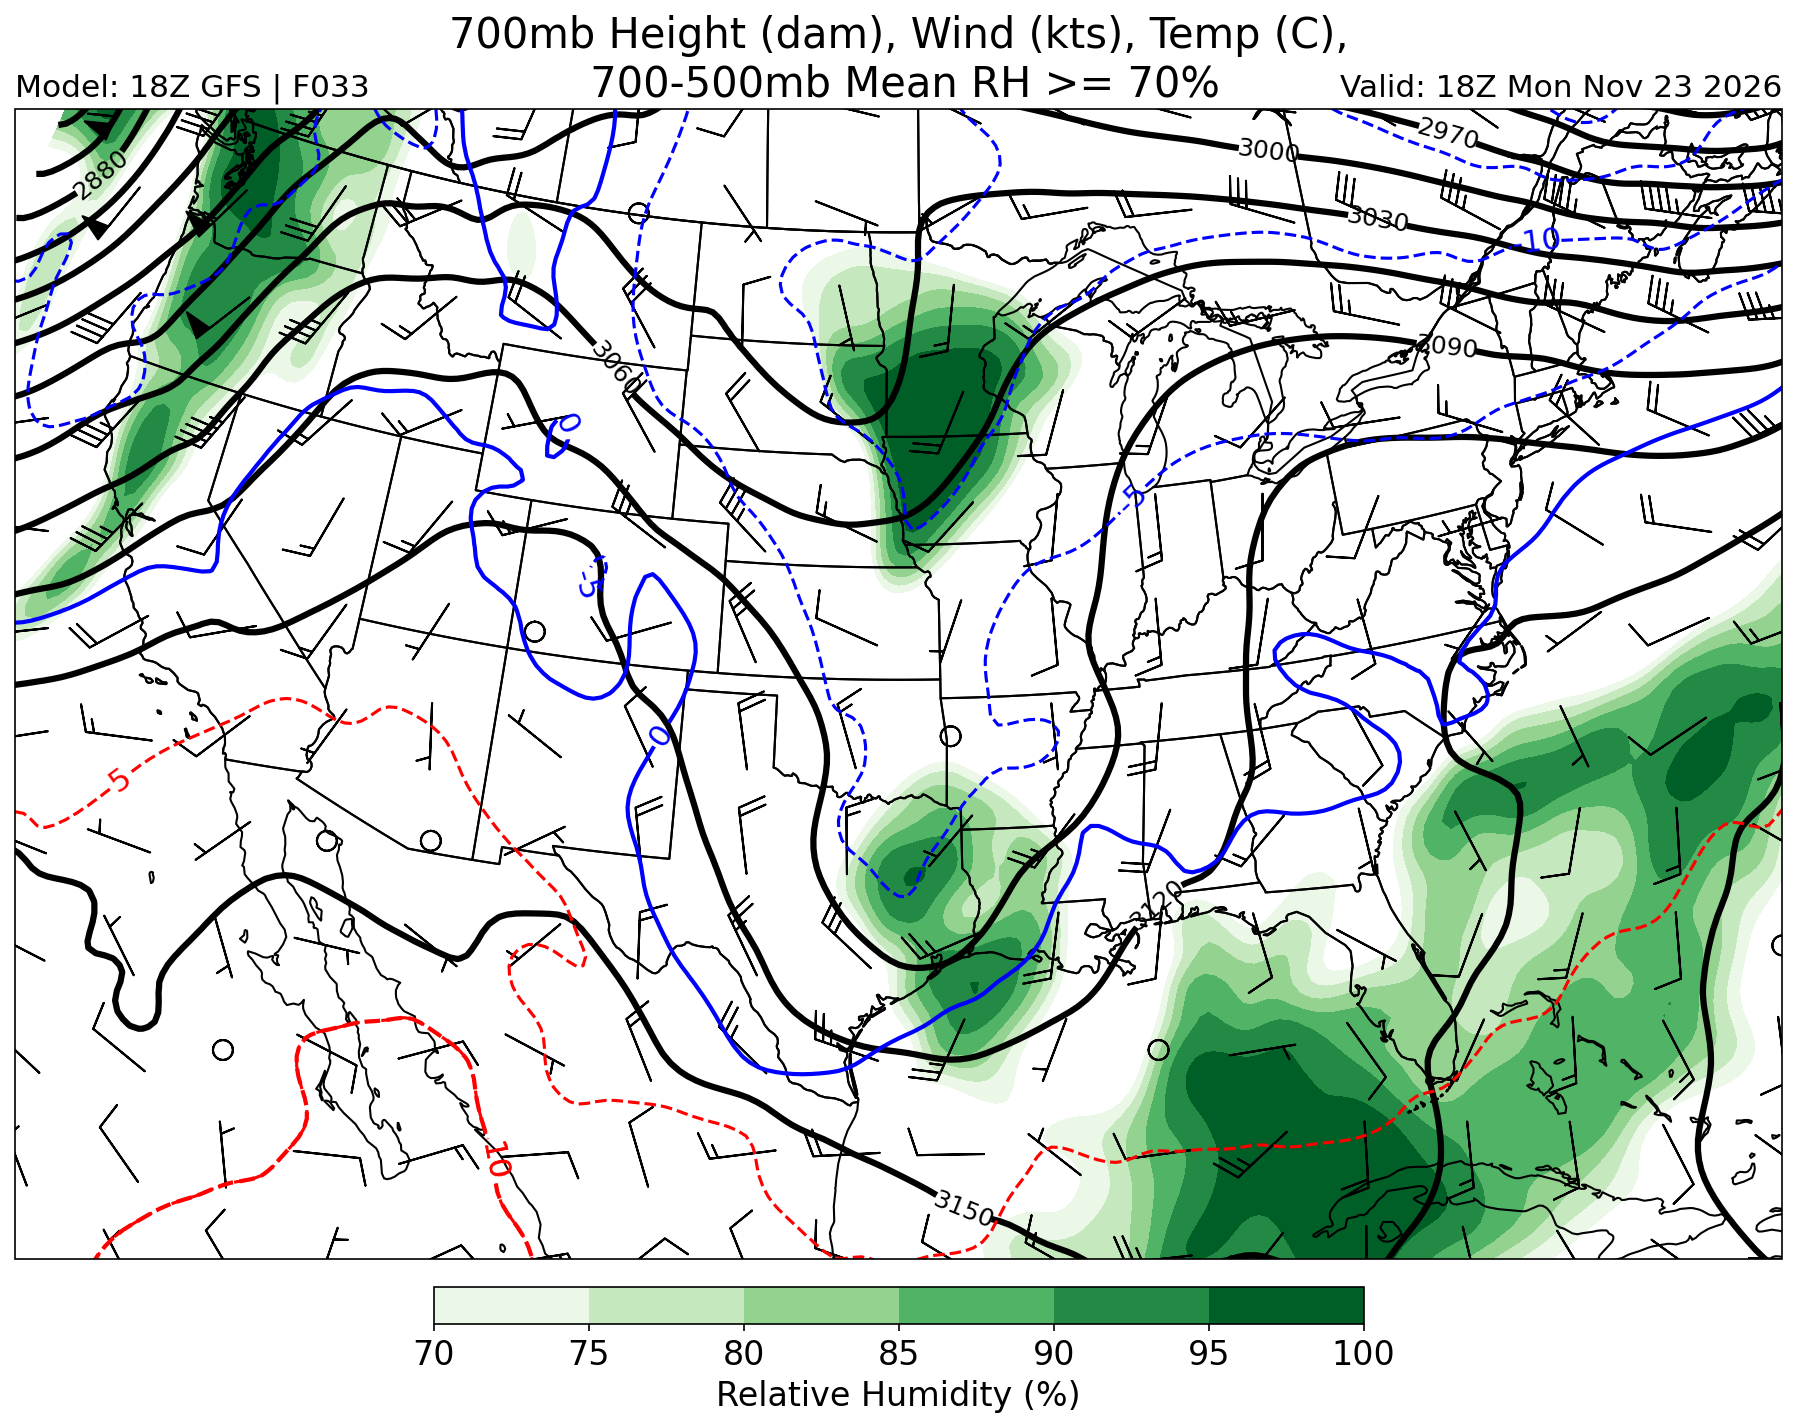 700mb Height (dam), Wind (kts), Temp (C),
Model: 18Z GFS | F033
700-500mb Mean RH >= 70%
Valid: 18Z Mon Nov 23 2026
2970
3000
2880
3030
10
3090
3060
0
5
-5
0
5
3120
10
3150
70 75 80 85 90 95 100
Relative Humidity (%)